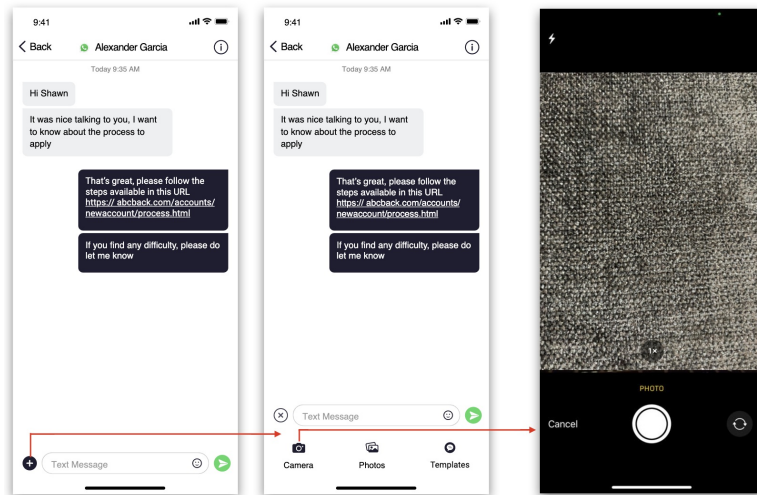 9:41
Back
Alexander Garcia
Today 9:35 AM
Hi Shawn
It was nice talking to you, I want
to know about the process to
apply
That's great, please follow the
steps available in this URL
https:// abcback.com/accounts/
newaccount/process.html
If you find any difficulty, please do
let me know
Text Message
9:41
Back
Alexander Garcia
Today 9:35 AM
Hi Shawn
It was nice talking to you, I want
to know about the process to
apply
That's great, please follow the
steps available in this URL
https:// abcback.com/accounts/
newaccount/process.html
If you find any difficulty, please do
let me know
Text Message
Camera
Photos
Templates
1×
PHOTO
Cancel